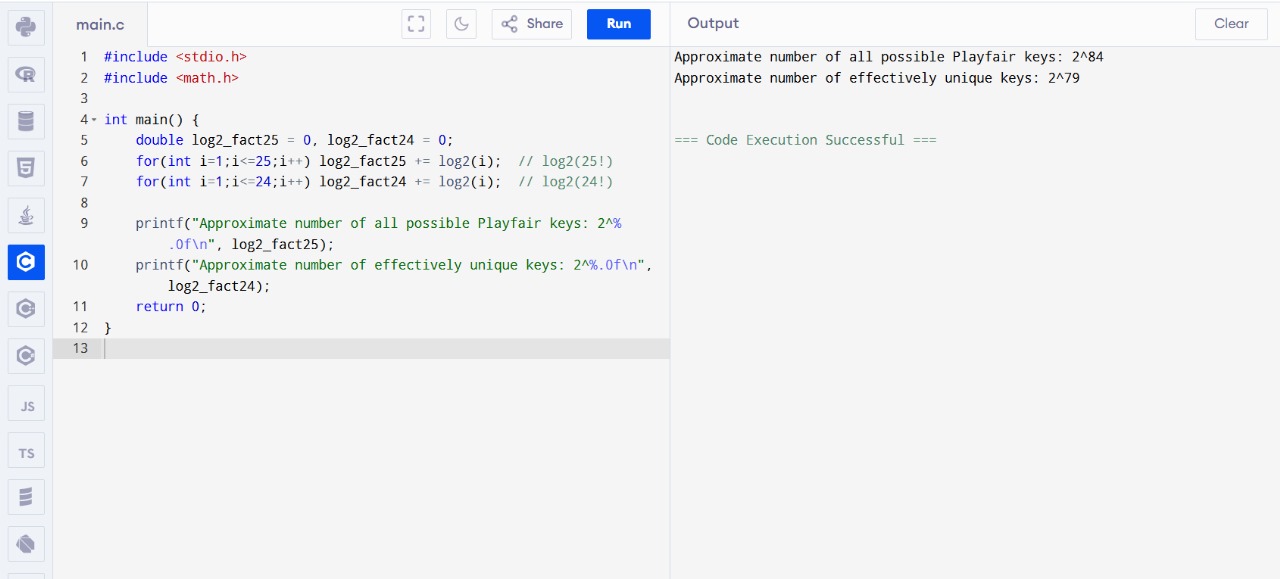 main.c
Share
Run
Output
Clear
1 #include <stdio.h>
2 #include <math.h>
3
4 int main() {
5     double log2_fact25 = 0, log2_fact24 = 0;
6     for(int i=1;i<=25;i++) log2_fact25 += log2(i);  // log2(25!)
7     for(int i=1;i<=24;i++) log2_fact24 += log2(i);  // log2(24!)
8
9     printf("Approximate number of all possible Playfair keys: 2^%
        .0f\n", log2_fact25);
10     printf("Approximate number of effectively unique keys: 2^%.0f\n",
        log2_fact24);
11     return 0;
12 }
13
Approximate number of all possible Playfair keys: 2^84
Approximate number of effectively unique keys: 2^79
=== Code Execution Successful ===
R
5
C
C
C
JS
TS